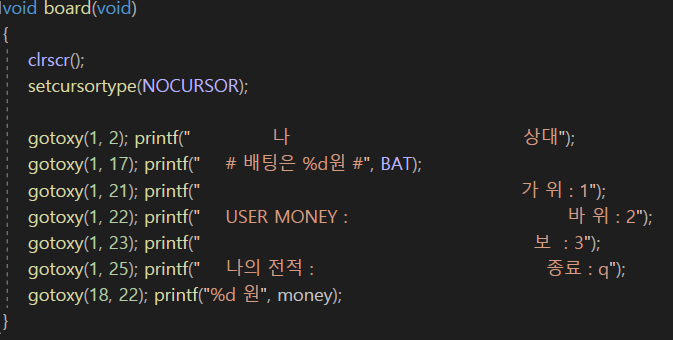 void board(void)
{
clrscr();
setcursortype(NOCURSOR);
gotoxy(1, 2); printf("                나                                              상대");
gotoxy(1, 17); printf("     # 배팅은 %d원 #", BAT);
gotoxy(1, 21); printf("                                                                가 위 : 1");
gotoxy(1, 22); printf("     USER MONEY :                                            바 위 : 2");
gotoxy(1, 23); printf("                                                                  보  : 3");
gotoxy(1, 25); printf("     나의 전적 :                                              종료 : q");
gotoxy(18, 22); printf("%d 원", money);
}